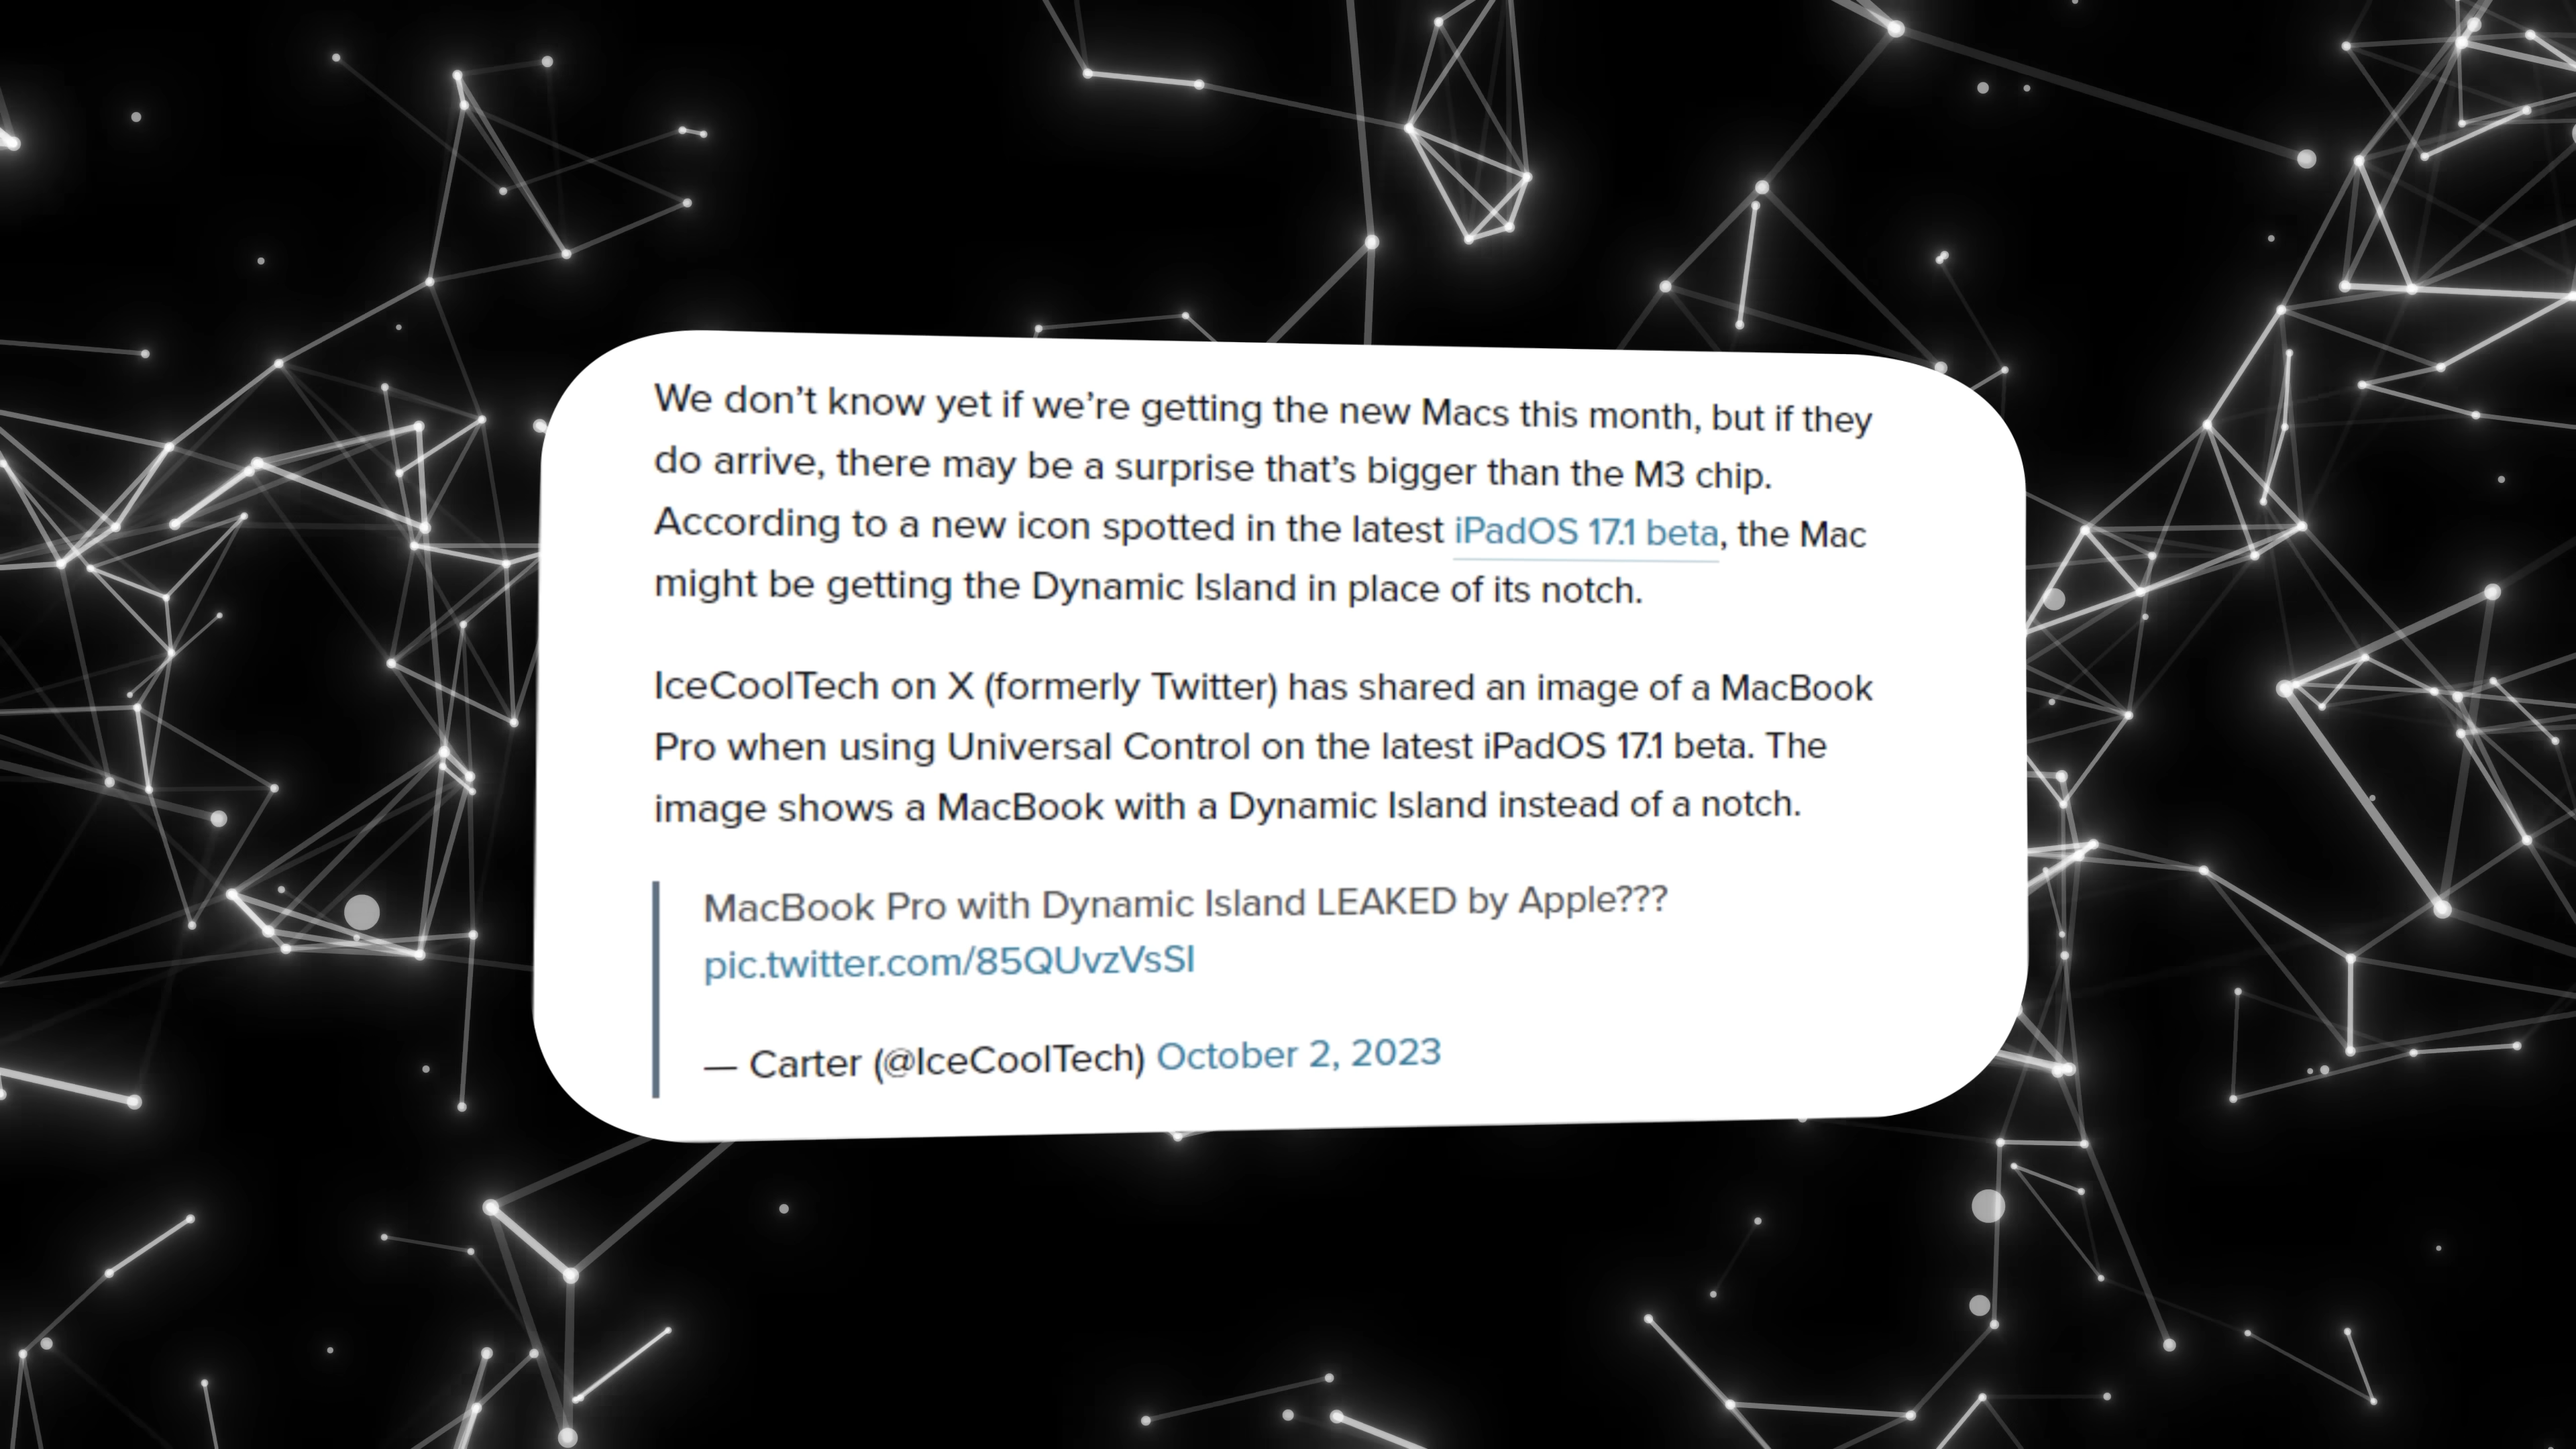 We don’t know yet if we’re getting the new Macs this month, but if they
do arrive, there may be a surprise that’s bigger than the M3 chip.
According to a new icon spotted in the latest iPadOS 17.1 beta, the Mac
might be getting the Dynamic Island in place of its notch.
IceCoolTech on X (formerly Twitter) has shared an image of a MacBook
Pro when using Universal Control on the latest iPadOS 17.1 beta. The
image shows a MacBook with a Dynamic Island instead of a notch.
MacBook Pro with Dynamic Island LEAKED by Apple???
pic.twitter.com/85QUvzVsSI
— Carter (@IceCoolTech) October 2, 2023